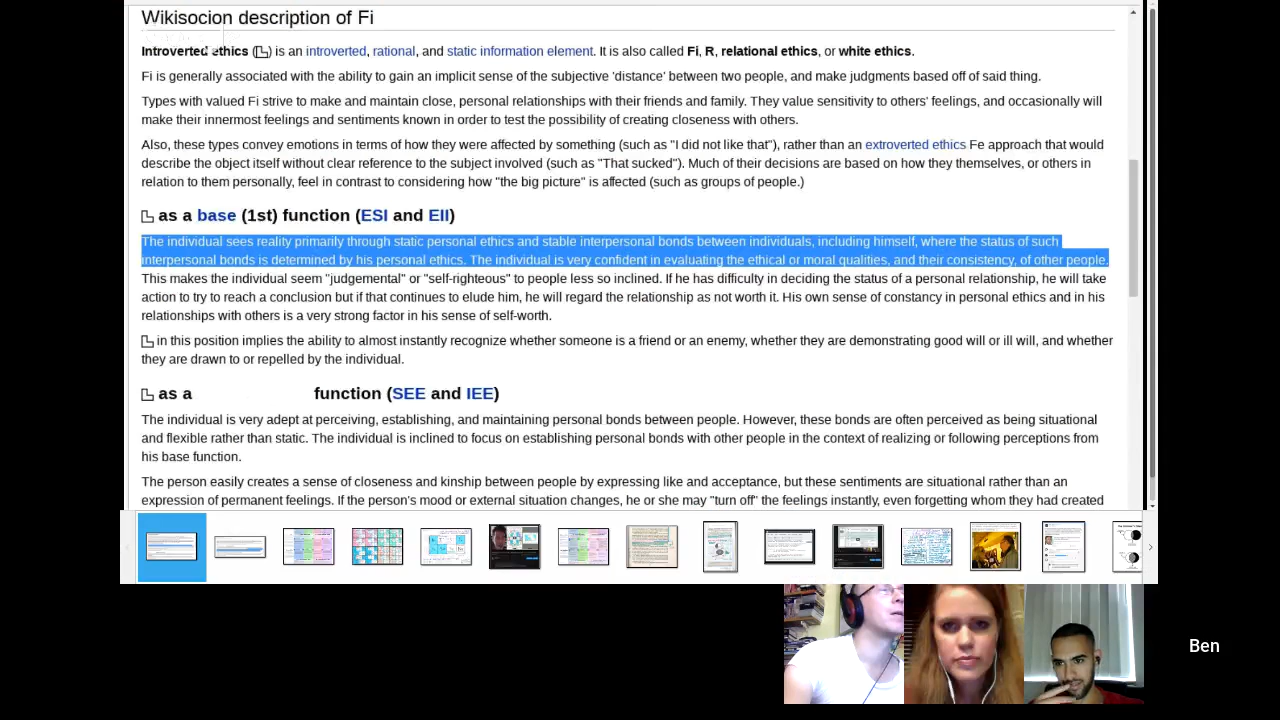 Wikisocion description of Fi
Introverted ethics ( ) is an introverted, rational, and static information element. It is also called Fi, R, relational ethics, or white ethics.
Fi is generally associated with the ability to gain an implicit sense of the subjective 'distance' between two people, and make judgments based off of said thing.
Types with valued Fi strive to make and maintain close, personal relationships with their friends and family. They value sensitivity to others' feelings, and occasionally will
make their innermost feelings and sentiments known in order to test the possibility of creating closeness with others.
Also, these types convey emotions in terms of how they were affected by something (such as "I did not like that"), rather than an extroverted ethics Fe approach that would
describe the object itself without clear reference to the subject involved (such as "That sucked"). Much of their decisions are based on how they themselves, or others in
relation to them personally, feel in contrast to considering how "the big picture" is affected (such as groups of people.)
as a base (1st) function (ESI and EII)
The individual sees reality primarily through static personal ethics and stable interpersonal bonds between individuals, including himself, where the status of such
interpersonal bonds is determined by his personal ethics. The individual is very confident in evaluating the ethical or moral qualities, and their consistency, of other people.
This makes the individual seem "judgemental" or "self-righteous" to people less so inclined. If he has difficulty in deciding the status of a personal relationship, he will take
action to try to reach a conclusion but if that continues to elude him, he will regard the relationship as not worth it. His own sense of constancy in personal ethics and in his
relationships with others is a very strong factor in his sense of self-worth.
in this position implies the ability to almost instantly recognize whether someone is a friend or an enemy, whether they are demonstrating good will or ill will, and whether
they are drawn to or repelled by the individual.
as a function (SEE and IEE)
The individual is very adept at perceiving, establishing, and maintaining personal bonds between people. However, these bonds are often perceived as being situational
and flexible rather than static. The individual is inclined to focus on establishing personal bonds with other people in the context of realizing or following perceptions from
his base function.
The person easily creates a sense of closeness and kinship between people by expressing like and acceptance, but these sentiments are situational rather than an
expression of permanent feelings. If the person's mood or external situation changes, he or she may "turn off" the feelings instantly, even forgetting whom they had created
Ben